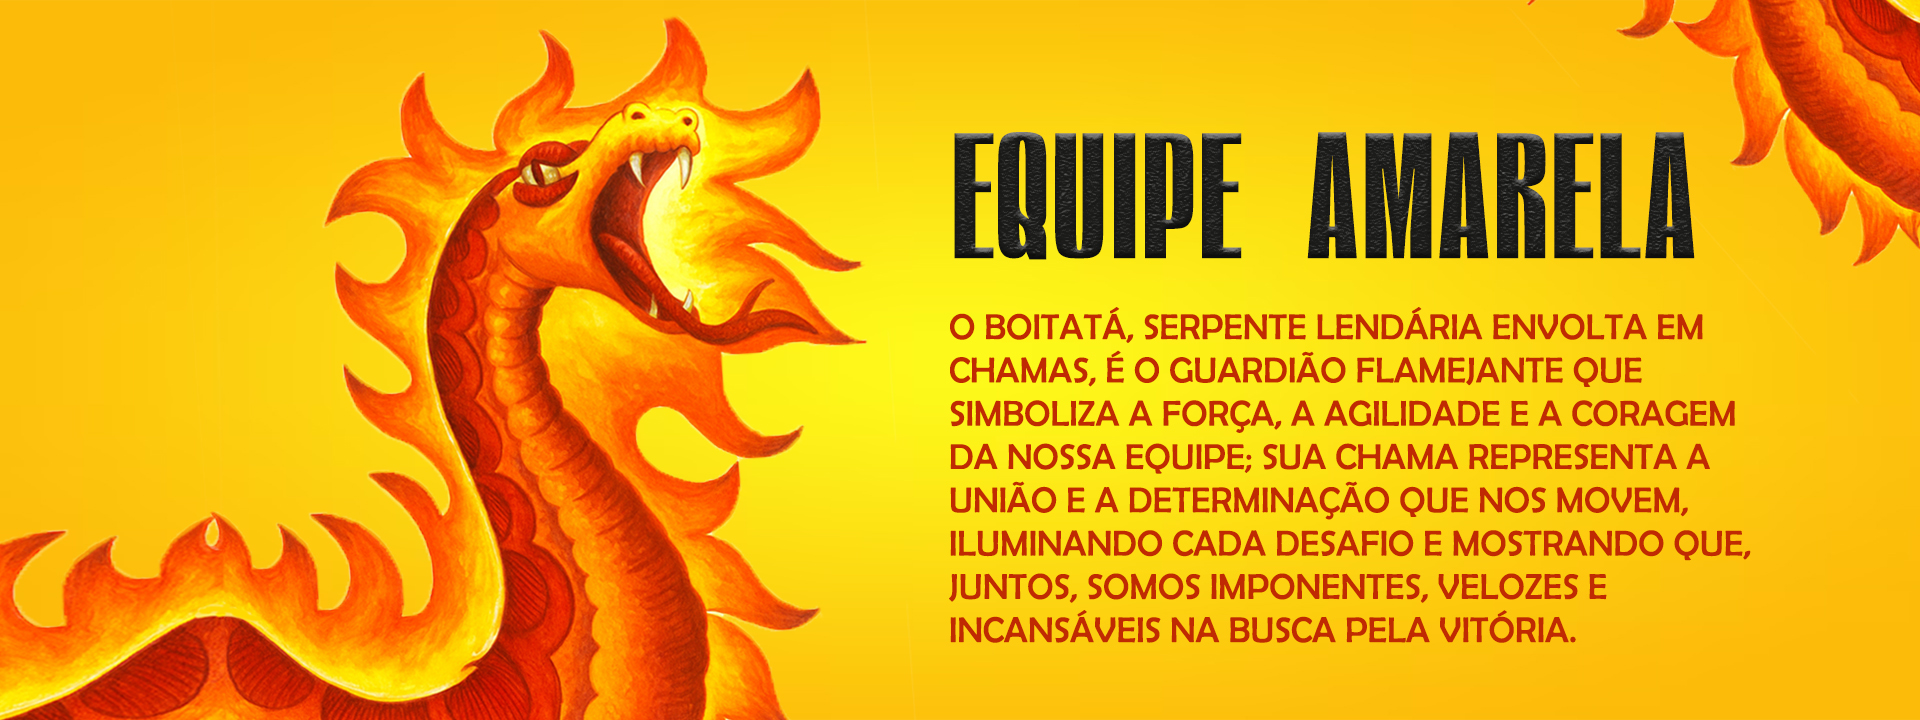 EQUIPE AMARELA
O BOITATÁ, SERPENTE LENDÁRIA ENVOLTA EM
CHAMAS, É O GUARDIÃO FLAMEJANTE QUE
SIMBOLIZA A FORÇA, A AGILIDADE E A CORAGEM
DA NOSSA EQUIPE; SUA CHAMA REPRESENTA A
UNIÃO E A DETERMINAÇÃO QUE NOS MOVEM,
ILUMINANDO CADA DESAFIO E MOSTRANDO QUE,
JUNTOS, SOMOS IMPONENTES, VELOZES E
INCANSÁVEIS NA BUSCA PELA VITÓRIA.